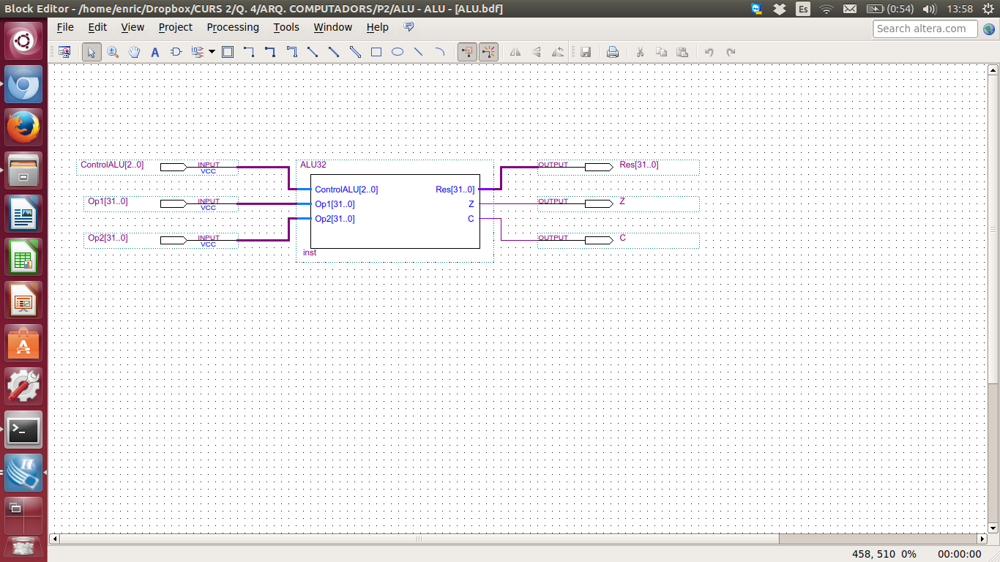 Block Editor - /home/enric/Dropbox/CURS 2/Q. 4/ARQ. COMPUTADORS/P2/ALU - ALU - [ALU.bdf]
Es
(0:54)
13:58
File Edit View Project Processing Tools Window Help
Search altera.com
A
ControlALU[2..0]
INPUT
VCC
ALU32
OUTPUT
Res[31..0]
ControlALU[2..0]
Res[31..0]
Op1[31..0]
INPUT
VCC
Op1[31..0]
Z
OUTPUT
Z
Op2[31..0]
C
Op2[31..0]
INPUT
VCC
OUTPUT
C
inst
458, 510 0% 00:00:00